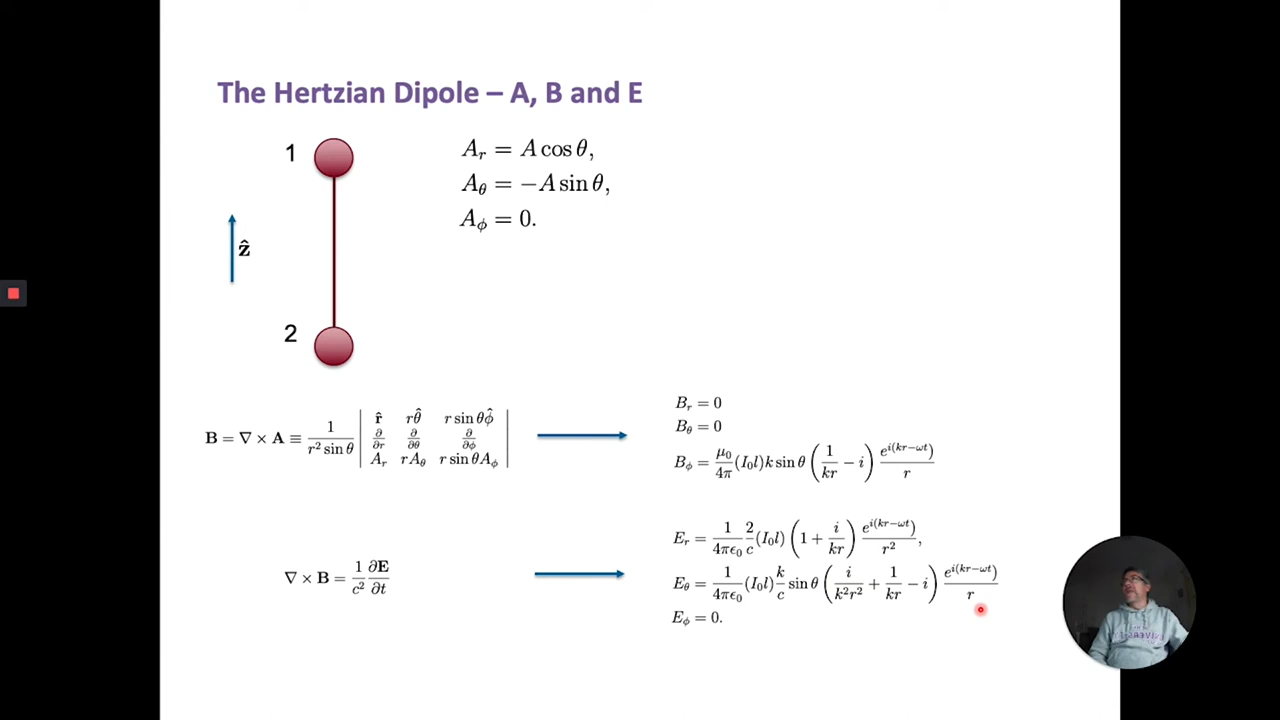 The Hertzian Dipole – A, B and E
1
A_r = A cos θ,
A_θ = −A sin θ,
A_ϕ = 0.
ẑ
2
B = ∇ × A ≡ 1/(r² sin θ) | r̂ rθ̂ r sin θϕ̂ |
| ∂/∂r ∂/∂θ ∂/∂ϕ |
| A_r rA_θ r sin θA_ϕ |
B_r = 0
B_θ = 0
B_ϕ = μ₀/4π (I₀l)k sin θ (1/kr − i) e^{i(kr−ωt)}/r
∇ × B = 1/c² ∂E/∂t
E_r = 1/4πϵ₀ 2/c (I₀l) (1 + i/kr) e^{i(kr−ωt)}/r²,
E_θ = 1/4πϵ₀ (I₀l) k/c sin θ (i/k²r² + 1/kr − i) e^{i(kr−ωt)}/r
E_ϕ = 0.